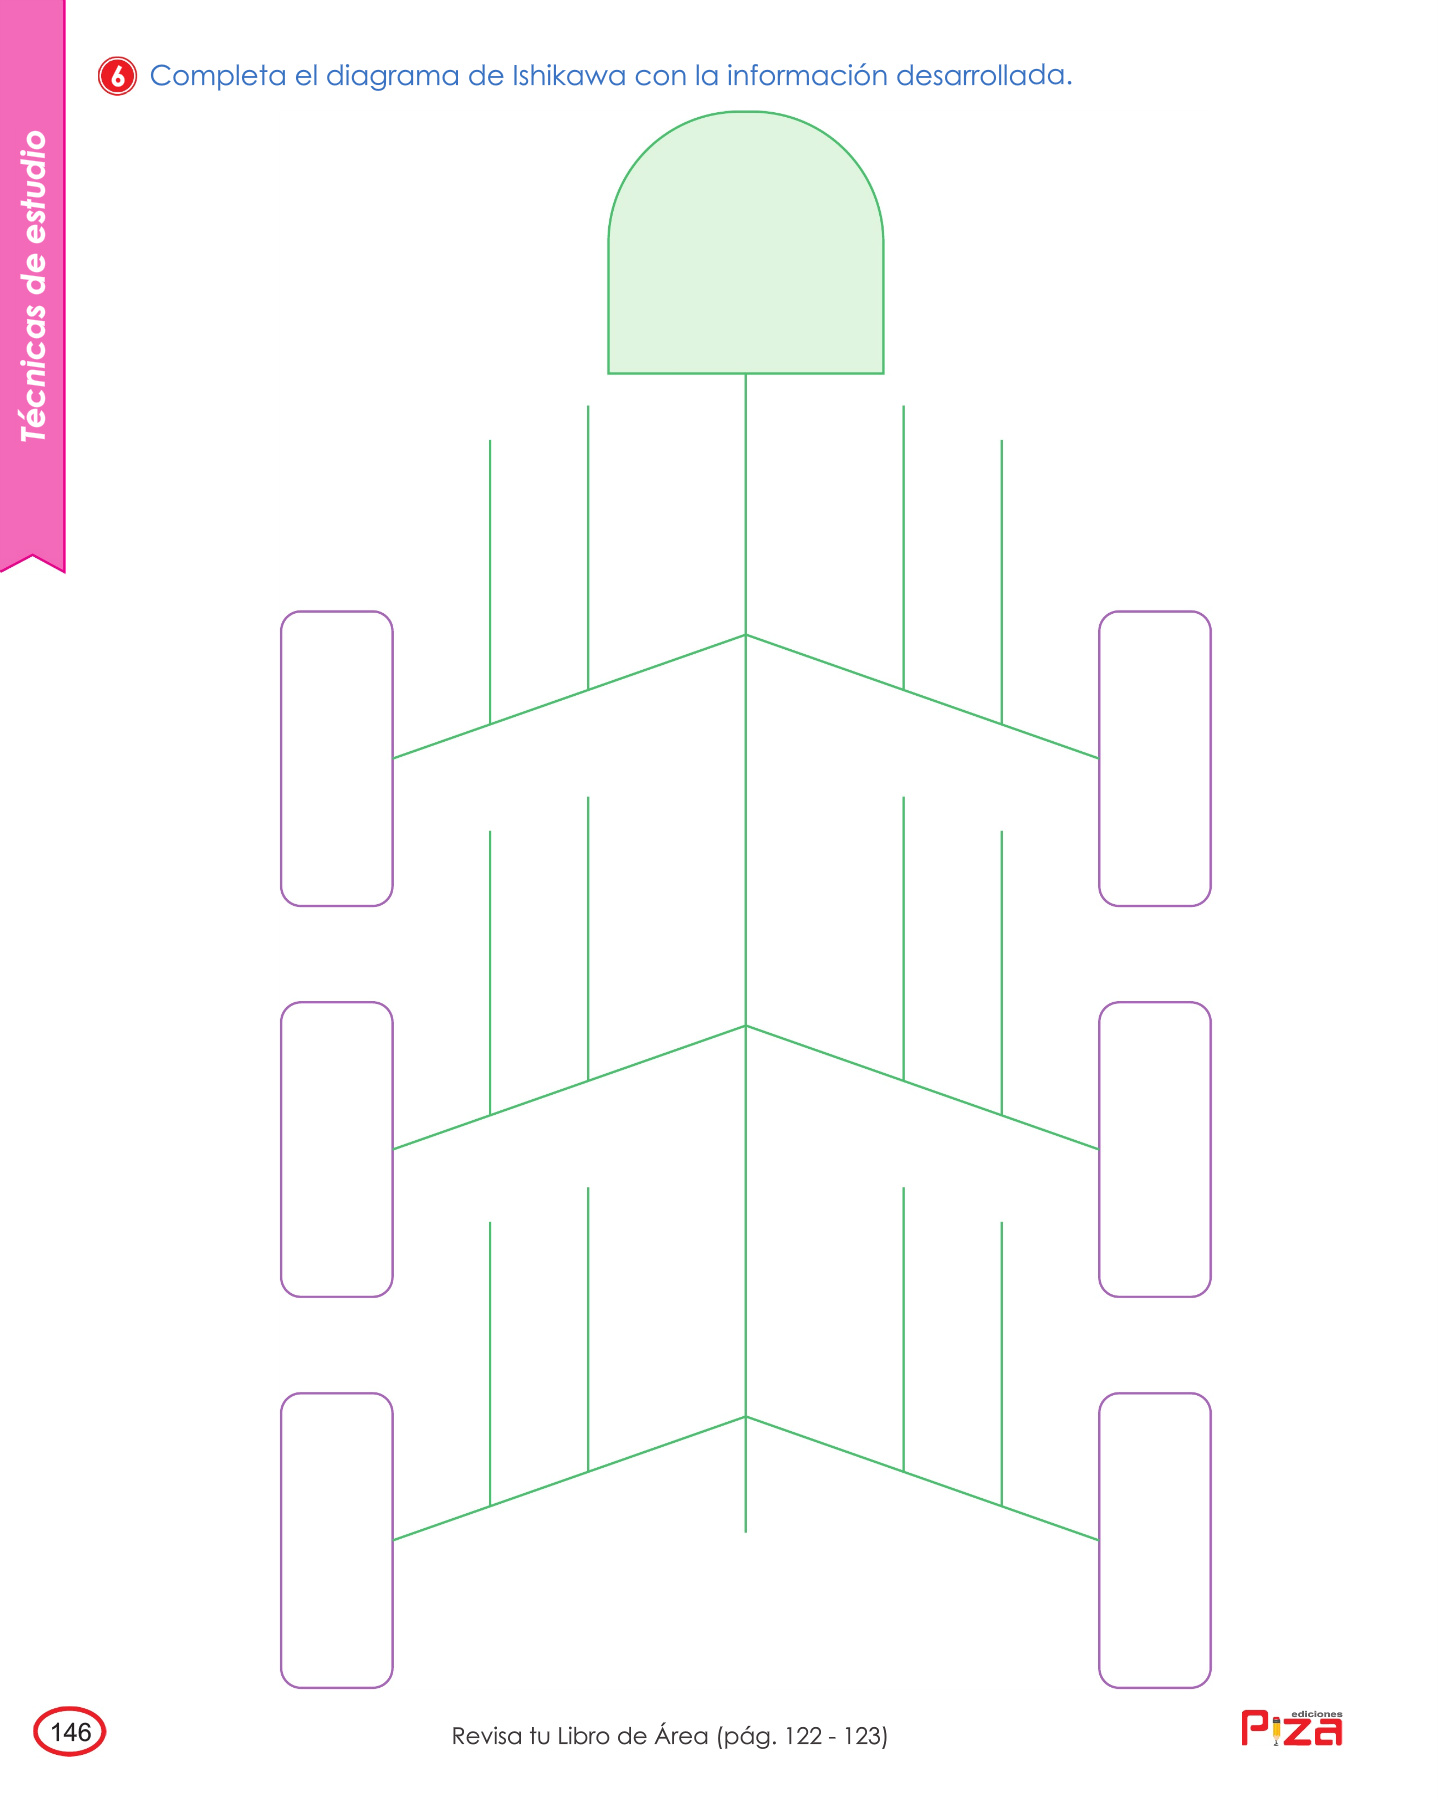 Técnicas de estudio
6 Completa el diagrama de Ishikawa con la información desarrollada.
146
Revisa tu Libro de Área (pág. 122 - 123)
ediciones
Piza